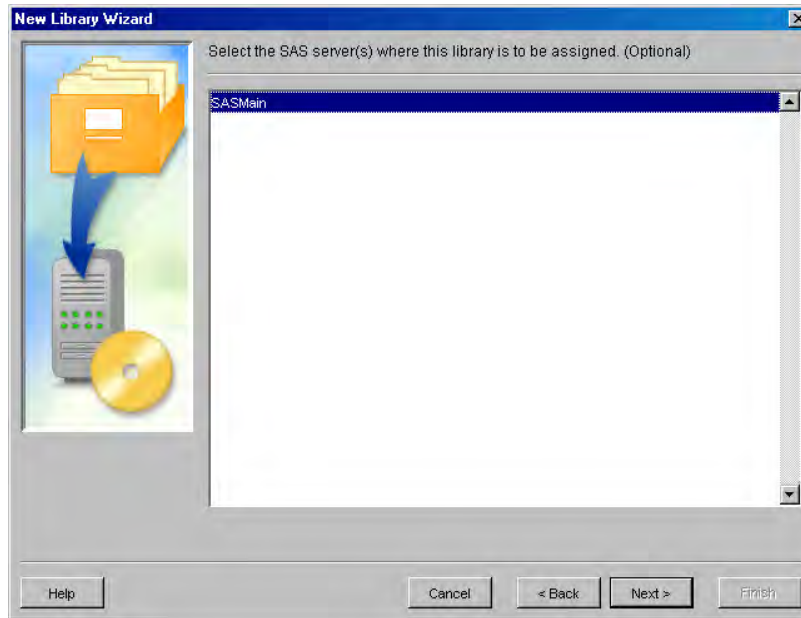 New Library Wizard
Select the SAS server(s) where this library is to be assigned. (Optional)
SASMain
Help
Cancel
< Back
Next >
Finish